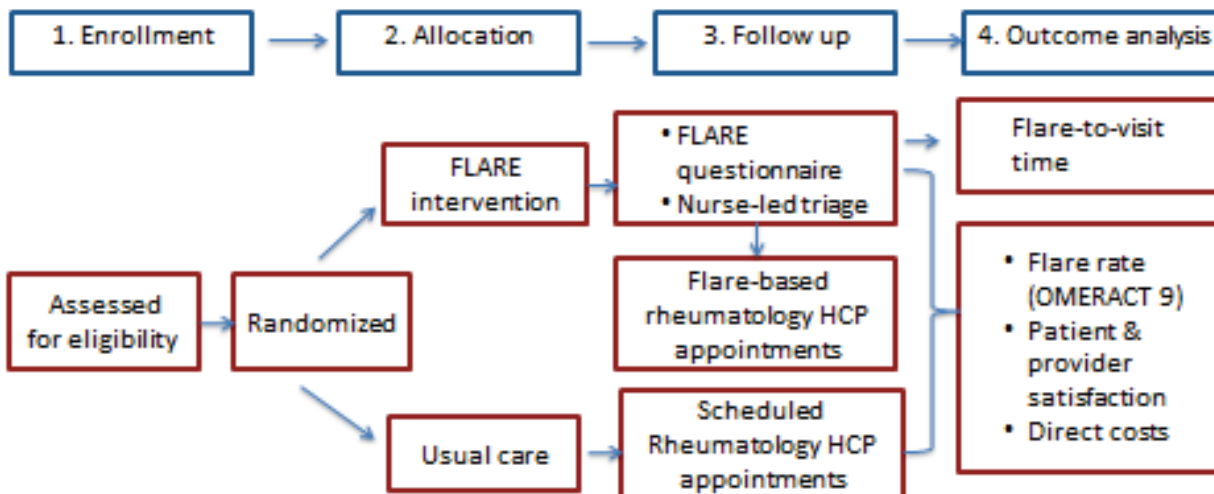 1. Enrollment
2. Allocation
3. Follow up
4. Outcome analysis
Assessed
for eligibility
Randomized
FLARE
intervention
• FLARE
questionnaire
• Nurse-led triage
Flare-based
rheumatology HCP
appointments
Usual care
Scheduled
Rheumatology HCP
appointments
Flare-to-visit
time
• Flare rate
(OMERACT 9)
• Patient &
provider
satisfaction
• Direct costs